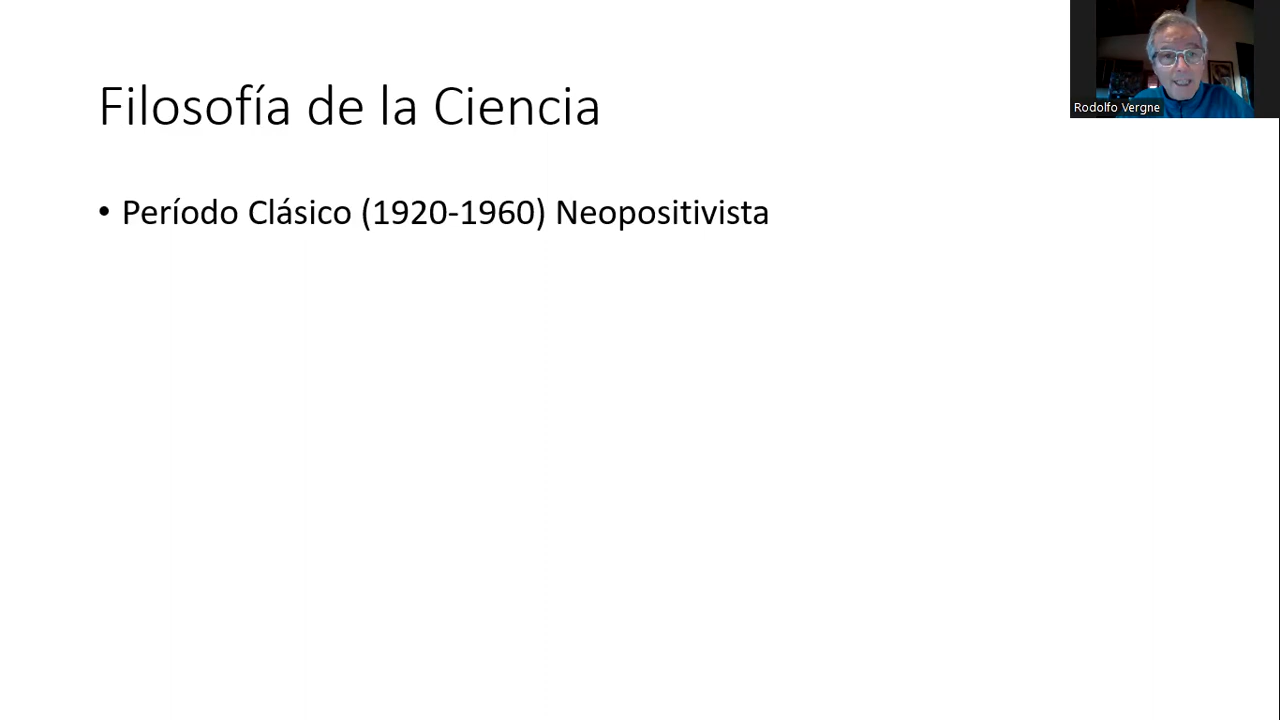 Filosofía de la Ciencia
Rodolfo Vergne
• Período Clásico (1920-1960) Neopositivista